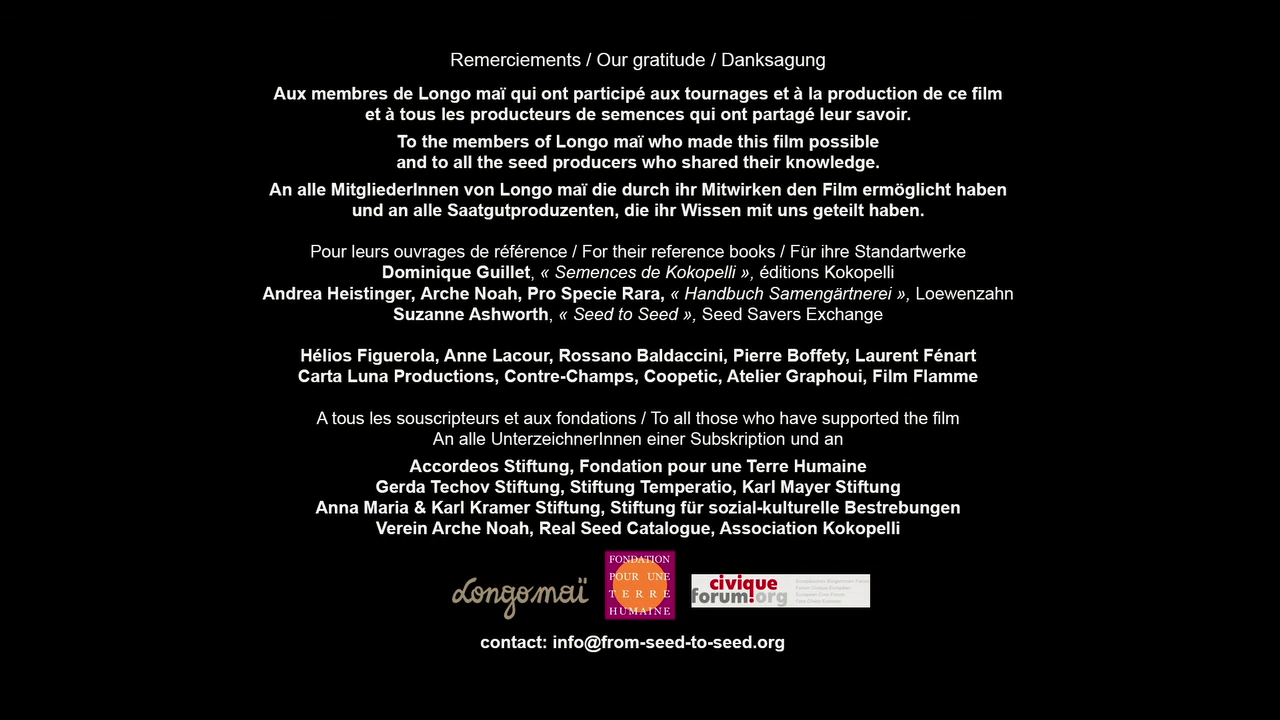 Remerciements / Our gratitude / Danksagung
Aux membres de Longo maï qui ont participé aux tournages et à la production de ce film
et à tous les producteurs de semences qui ont partagé leur savoir.
To the members of Longo maï who made this film possible
and to all the seed producers who shared their knowledge.
An alle MitgliederInnen von Longo maï die durch ihr Mitwirken den Film ermöglicht haben
und an alle Saatgutproduzenten, die ihr Wissen mit uns geteilt haben.
Pour leurs ouvrages de référence / For their reference books / Für ihre Standartwerke
Dominique Guillet, « Semences de Kokopelli », éditions Kokopelli
Andrea Heistinger, Arche Noah, Pro Specie Rara, « Handbuch Samengärtnerei », Loewenzahn
Suzanne Ashworth, « Seed to Seed », Seed Savers Exchange
Hélios Figuerola, Anne Lacour, Rossano Baldaccini, Pierre Boffety, Laurent Fénart
Carta Luna Productions, Contre-Champs, Coopetic, Atelier Graphoui, Film Flamme
A tous les souscripteurs et aux fondations / To all those who have supported the film
An alle UnterzeichnerInnen einer Subskription und an
Accordeos Stiftung, Fondation pour une Terre Humaine
Gerda Techov Stiftung, Stiftung Temperatio, Karl Mayer Stiftung
Anna Maria & Karl Kramer Stiftung, Stiftung für sozial-kulturelle Bestrebungen
Verein Arche Noah, Real Seed Catalogue, Association Kokopelli
Longo maï
FONDATION
POUR UNE
TERRE
HUMAINE
civique
forum!org
contact: info@from-seed-to-seed.org